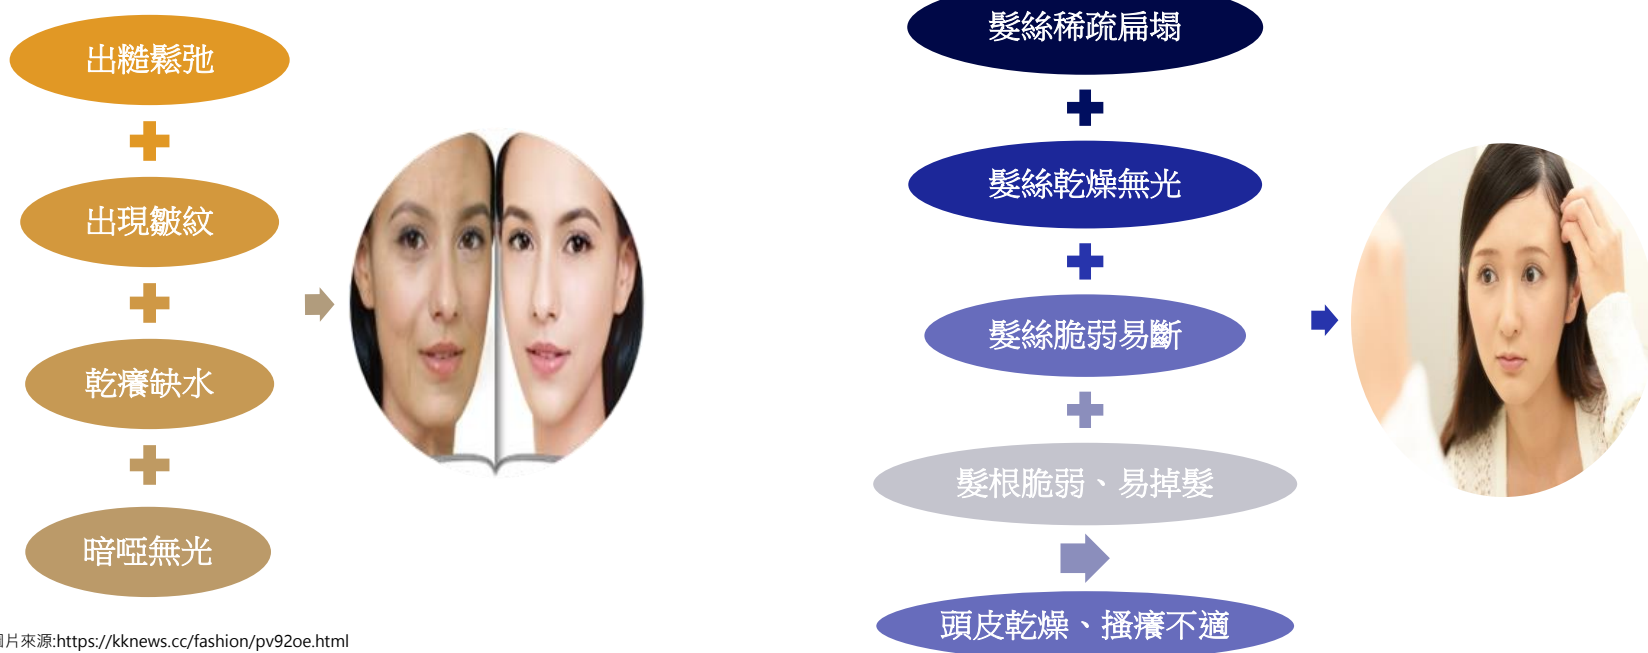 出糙鬆弛
出現皺紋
乾癢缺水
暗啞無光
髮絲稀疏扁塌
髮絲乾燥無光
髮絲脆弱易斷
髮根脆弱、易掉髮
頭皮乾燥、搔癢不適
圖片來源:https://kknews.cc/fashion/pv92oe.html